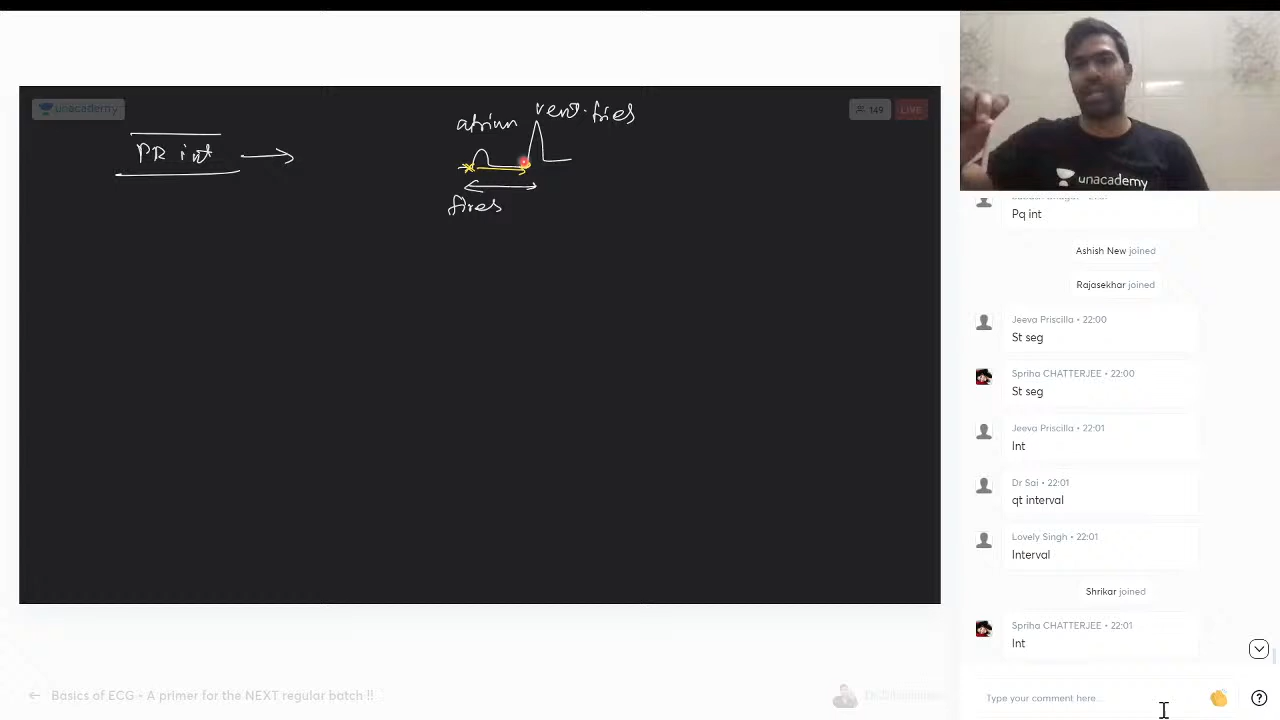 unacademy
149
LIVE
PR int
atrium
vent. fires
fires
unacademy
Pq int
Ashish New joined
Rajasekhar joined
Jeeva Priscilla • 22:00
St seg
Spriha CHATTERJEE • 22:00
St seg
Jeeva Priscilla • 22:01
Int
Dr Sai • 22:01
qt interval
Lovely Singh • 22:01
Interval
Shrikar joined
Spriha CHATTERJEE • 22:01
Int
Type your comment here...
Basics of ECG - A primer for the NEXT regular batch !!